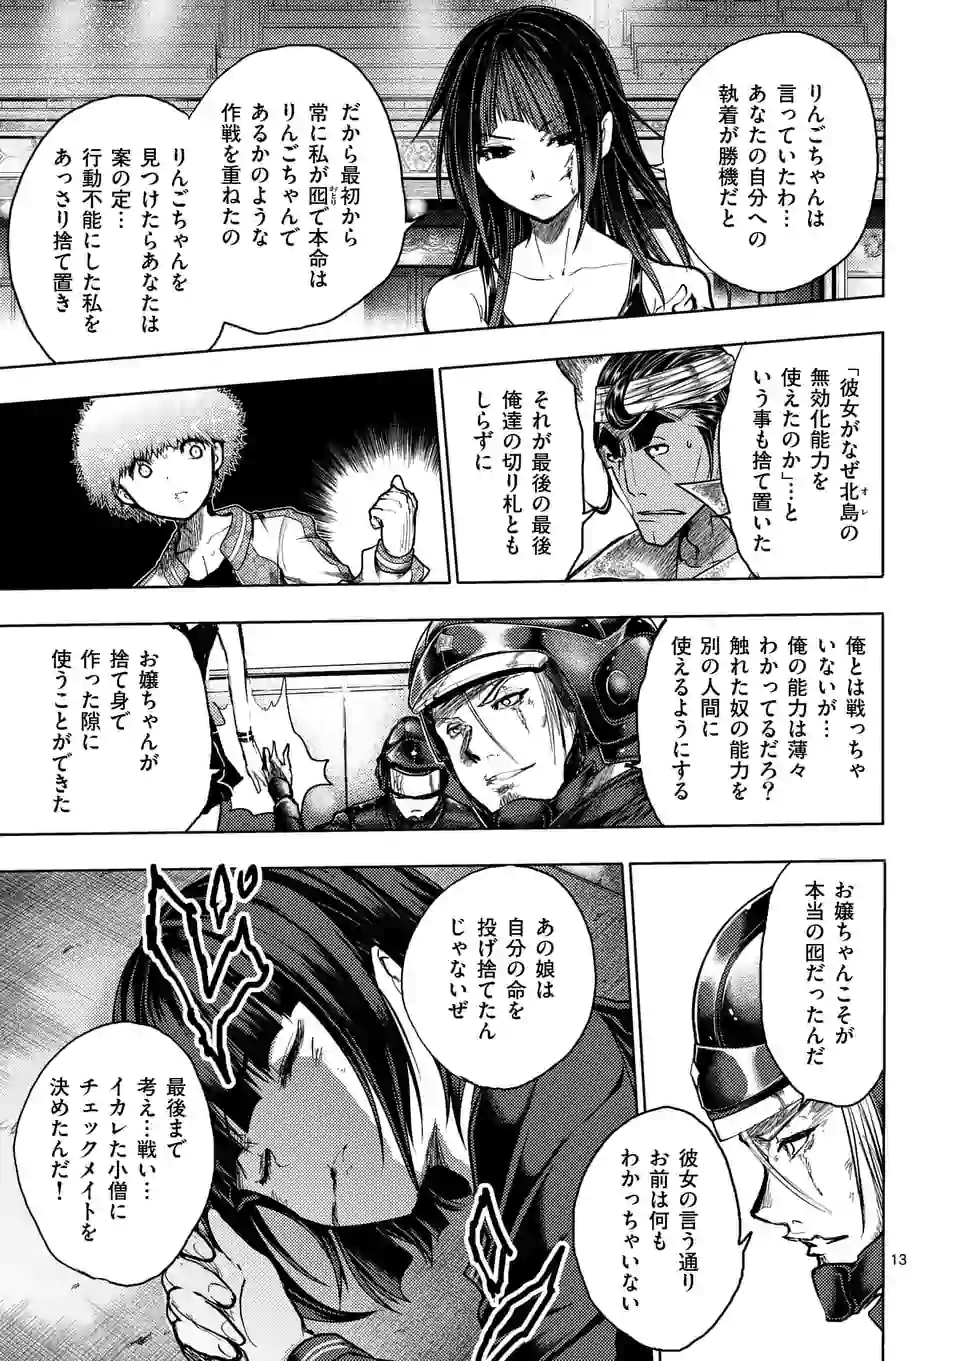 りんごちゃんは
言っていたわ…
あなたの自分への
執着が勝機だと
だから最初から
常に私が囮で本命は
おとり
りんごちゃんで
あるかのような
作戦を重ねたの
りんごちゃんを
見つけたらあなたは
案の定…
行動不能にした私を
あっさり捨て置き
「彼女がなぜ北島の
オレ
無効化能力を
使えたのか」…と
いう事も捨て置いた
それが最後の最後
俺達の切り札とも
しらずに
俺とは戦っちゃ
いないが…
俺の能力は薄々
わかってるだろ?
触れた奴の能力を
別の人間に
使えるようにする
お嬢ちゃんが
捨て身で
作った隙に
使うことができた
お嬢ちゃんこそが
本当の囮だったんだ
彼女の言う通り
お前は何も
わかっちゃいない
あの娘は
自分の命を
投げ捨てたん
じゃないぜ
最後まで
考え…戦い…
イカレた小僧に
チェックメイトを
決めたんだ!
13